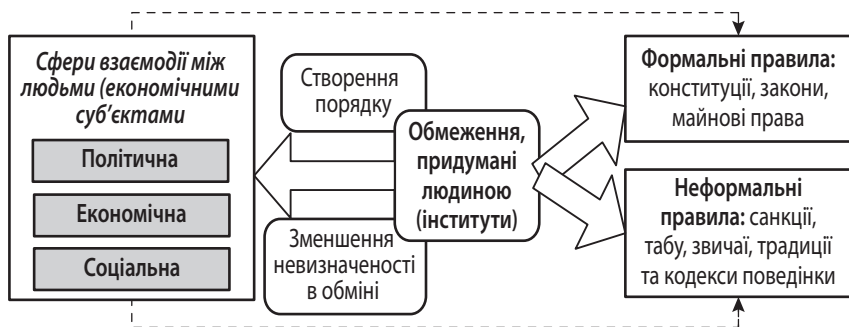 Сфери взаємодії між
людьми (економічними
суб’єктами
Політична
Економічна
Соціальна
Створення
порядку
Зменшення
невизначеності
в обміні
Обмеження,
придумані
людиною
(інститути)
Формальні правила:
конституції, закони,
майнові права
Неформальні
правила: санкції,
табу, звичаї, традиції
та кодекси поведінки